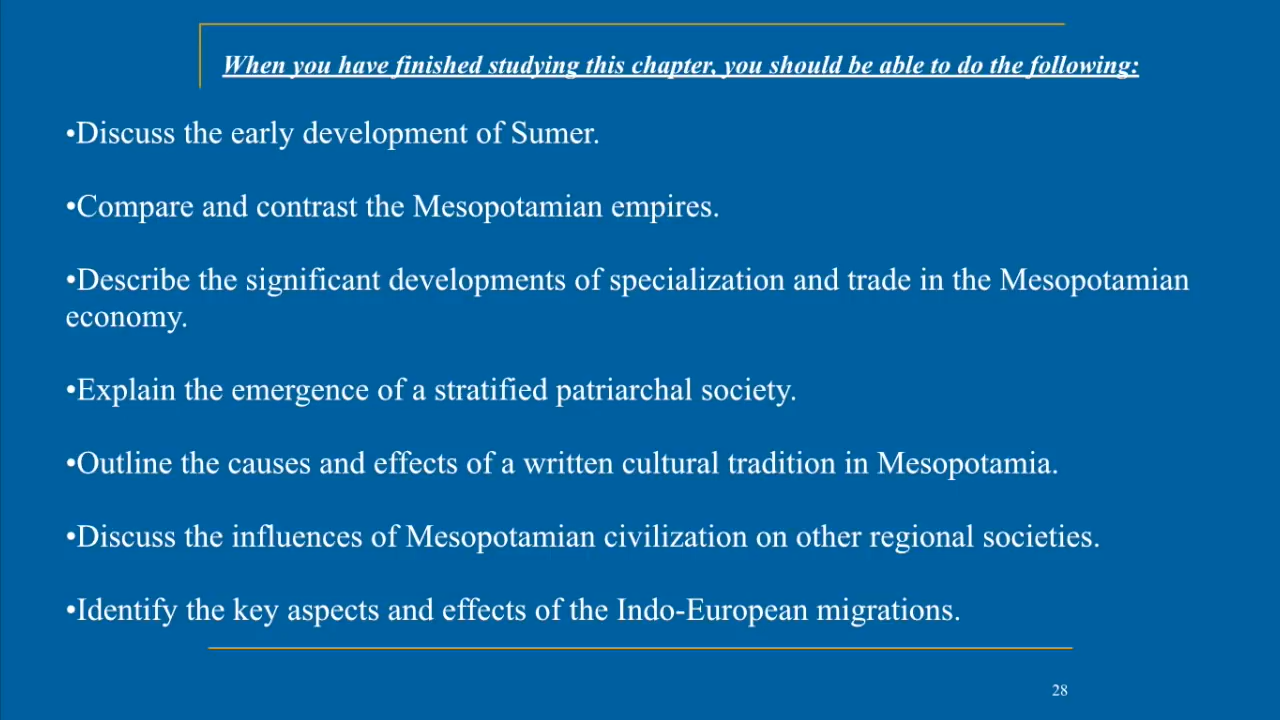 When you have finished studying this chapter, you should be able to do the following:
•Discuss the early development of Sumer.
•Compare and contrast the Mesopotamian empires.
•Describe the significant developments of specialization and trade in the Mesopotamian
economy.
•Explain the emergence of a stratified patriarchal society.
•Outline the causes and effects of a written cultural tradition in Mesopotamia.
•Discuss the influences of Mesopotamian civilization on other regional societies.
•Identify the key aspects and effects of the Indo-European migrations.
28